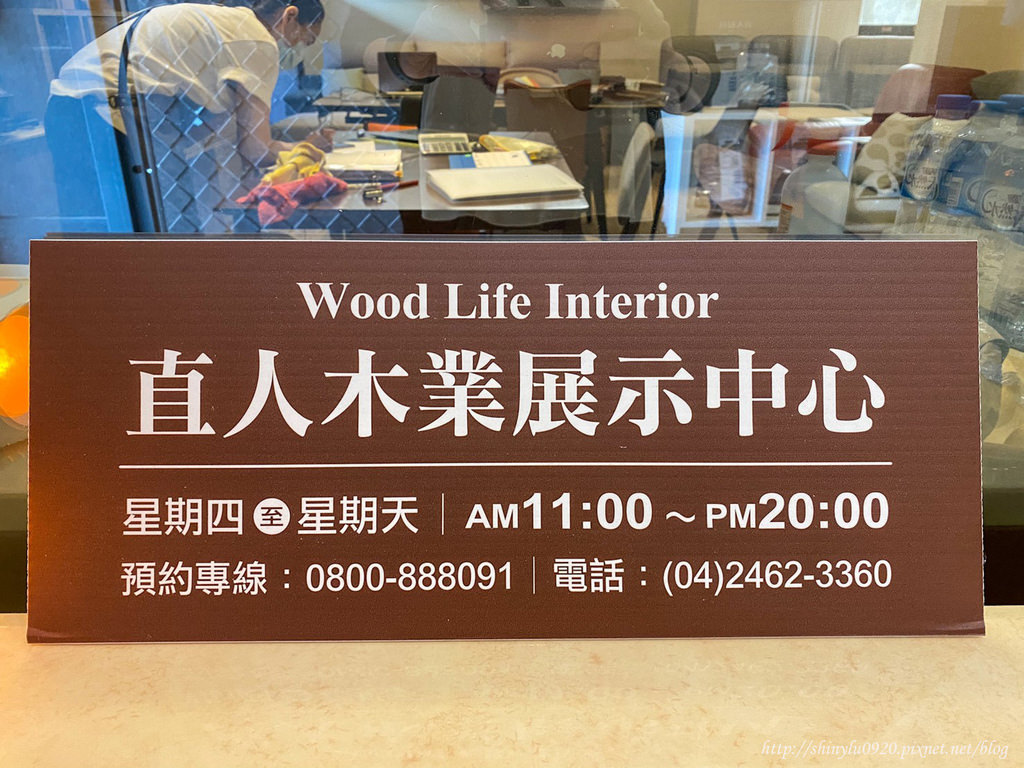 Wood Life Interior
直人木業展示中心
星期四至星期天｜AM11:00～PM20:00
預約專線：0800-888091｜電話：(04)2462-3360
http://shinylu0920.pixnet.net/blog